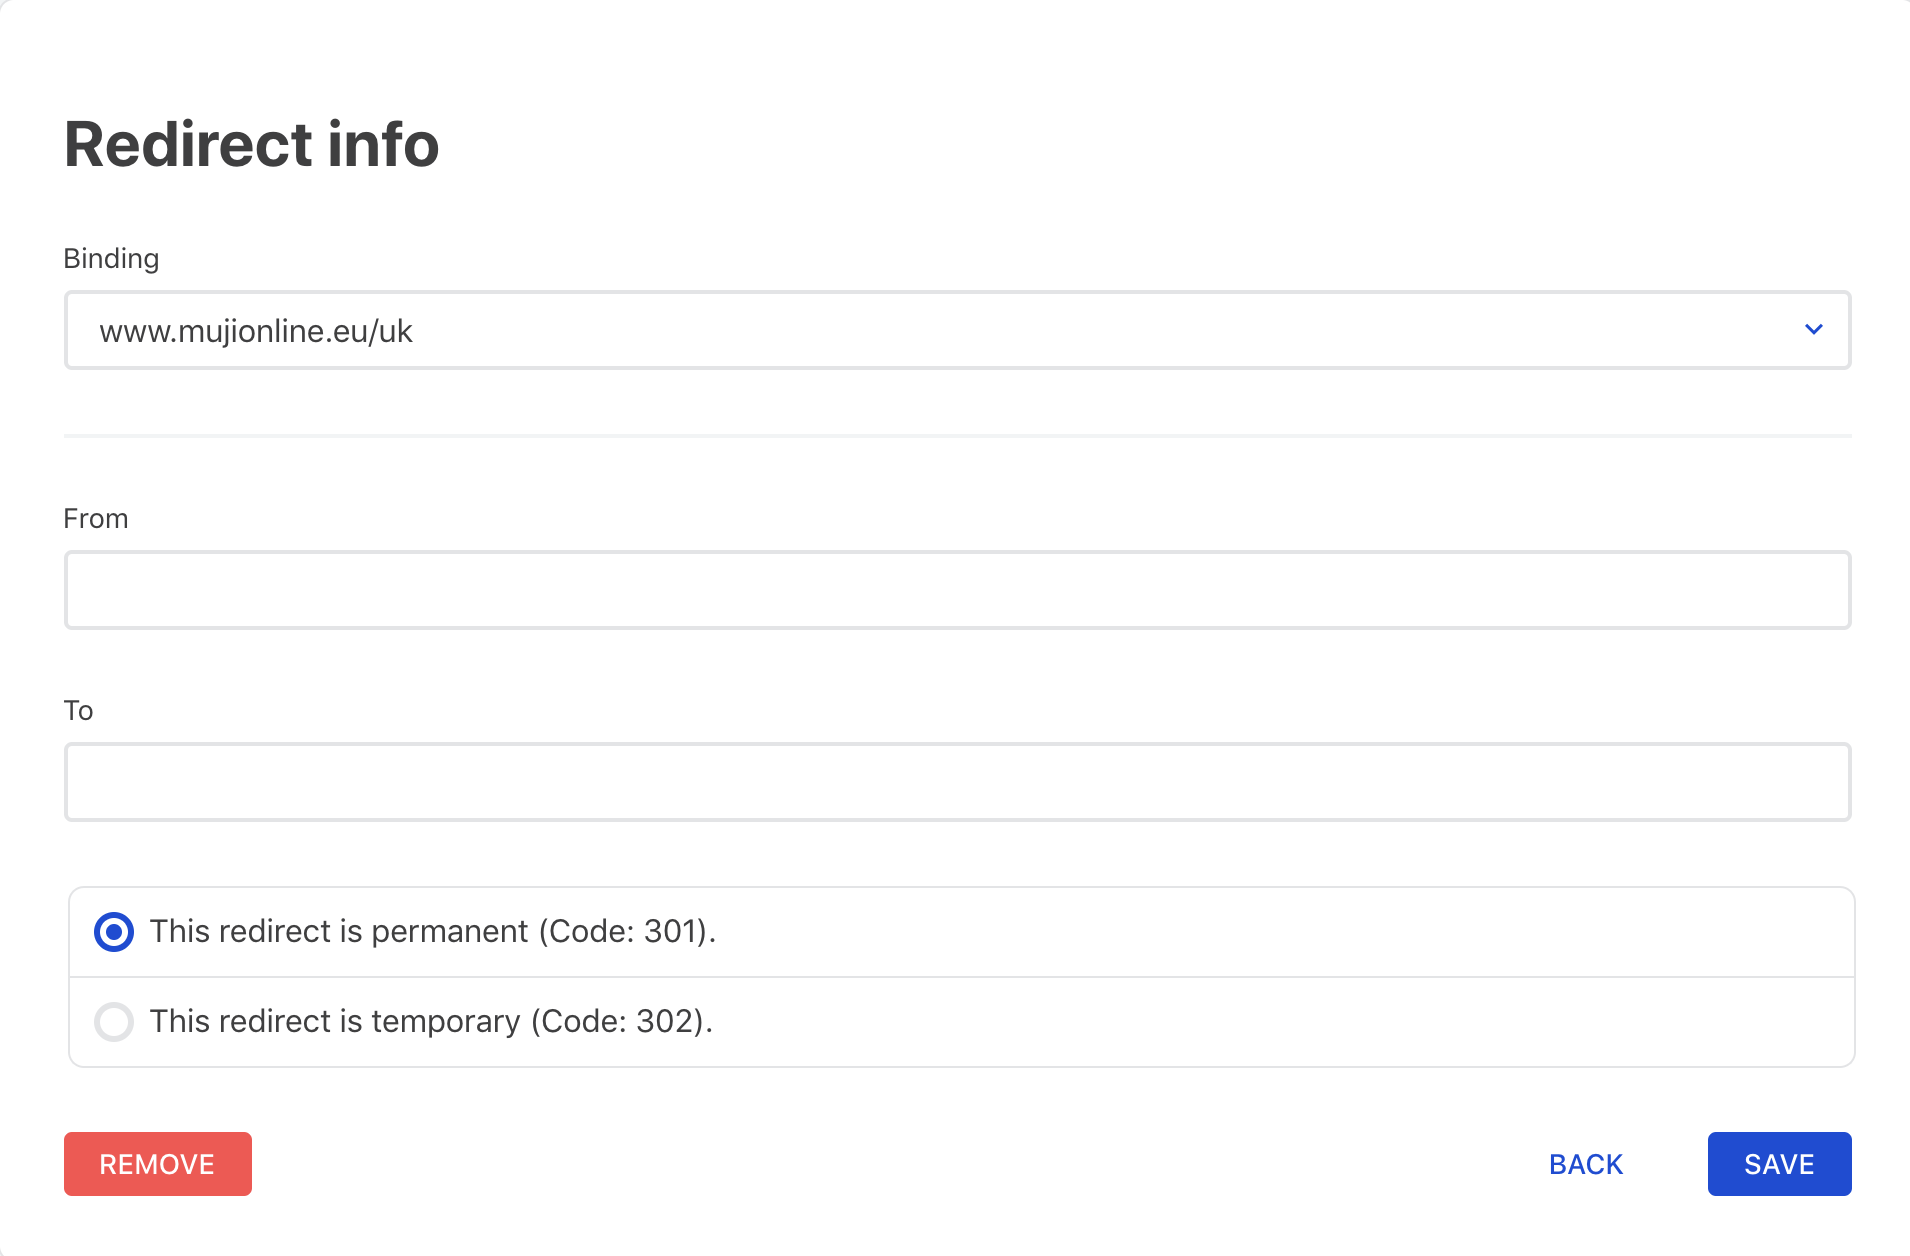 Redirect info
Binding
www.mujionline.eu/uk
From
To
This redirect is permanent (Code: 301).
This redirect is temporary (Code: 302).
REMOVE
BACK
SAVE